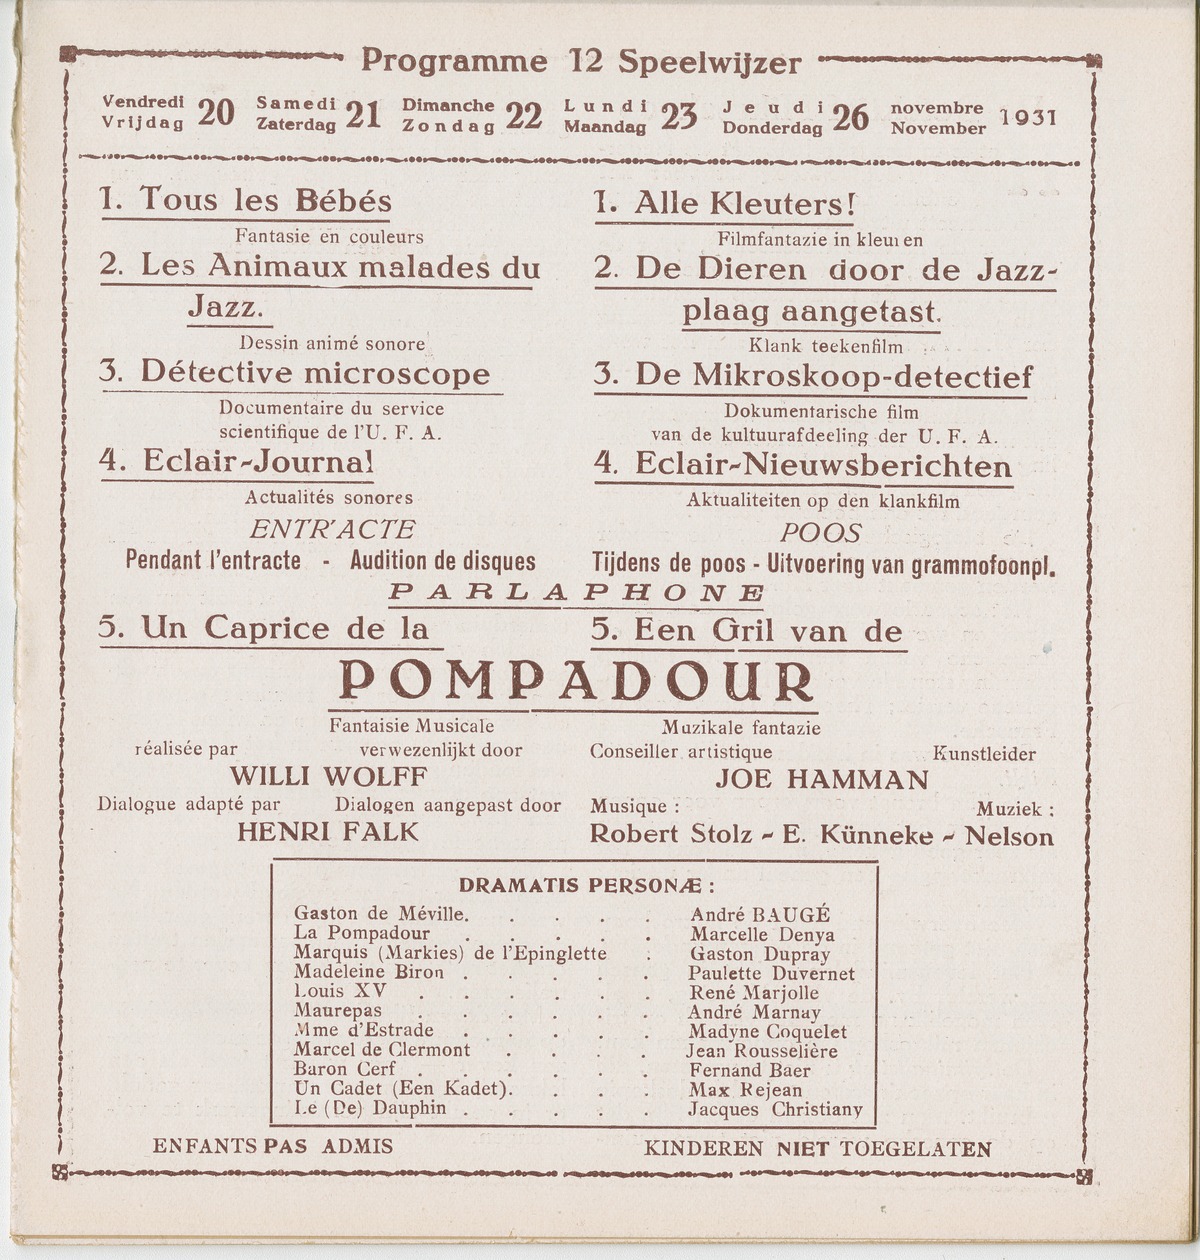 Programme 12 Speelwijzer
Vendredi Vrijdag 20 Samedi Zaterdag 21 Dimanche Zondag 22 Lundi Maandag 23 Jeudi Donderdag 26 novembre November 1931
1. Tous les Bébés
Fantasie en couleurs
2. Les Animaux malades du
Jazz.
Dessin animé sonore
3. Détective microscope
Documentaire du service
scientifique de l'U. F. A.
4. Eclair-Journal
Actualités sonores
ENTR'ACTE
Pendant l'entracte - Audition de disques
1. Alle Kleuters!
Filmfantazie in kleuren
2. De Dieren door de Jazz-
plaag aangetast.
Klank teekenfilm
3. De Mikroskoop-detectief
Dokumentarische film
van de kultuurafdeeling der U. F. A.
4. Eclair-Nieuwsberichten
Aktualiteiten op den klankfilm
POOS
Tijdens de poos - Uitvoering van grammofoonpl.
PARLAPHONE
5. Un Caprice de la
5. Een Gril van de
POMPADOUR
Fantaisie Musicale
Muzikale fantazie
réalisée par verwezenlijkt door
WILLI WOLFF
Dialogue adapté par Dialogen aangepast door
HENRI FALK
Conseiller artistique Kunstleider
JOE HAMMAN
Musique : Muziek :
Robert Stolz - E. Künneke - Nelson
DRAMATIS PERSONÆ :
Gaston de Méville. . . . . André BAUGÉ
La Pompadour . . . . . Marcelle Denya
Marquis (Markies) de l'Epinglette . Gaston Dupray
Madeleine Biron . . . . . Paulette Duvernet
Louis XV . . . . . . René Marjolle
Maurepas . . . . . . André Marnay
Mme d'Estrade . . . . . Madyne Coquelet
Marcel de Clermont . . . . Jean Rousselière
Baron Cerf . . . . . . Fernand Baer
Un Cadet (Een Kadet). . . . Max Rejean
Le (De) Dauphin . . . . . Jacques Christiany
ENFANTS PAS ADMIS
KINDEREN NIET TOEGELATEN